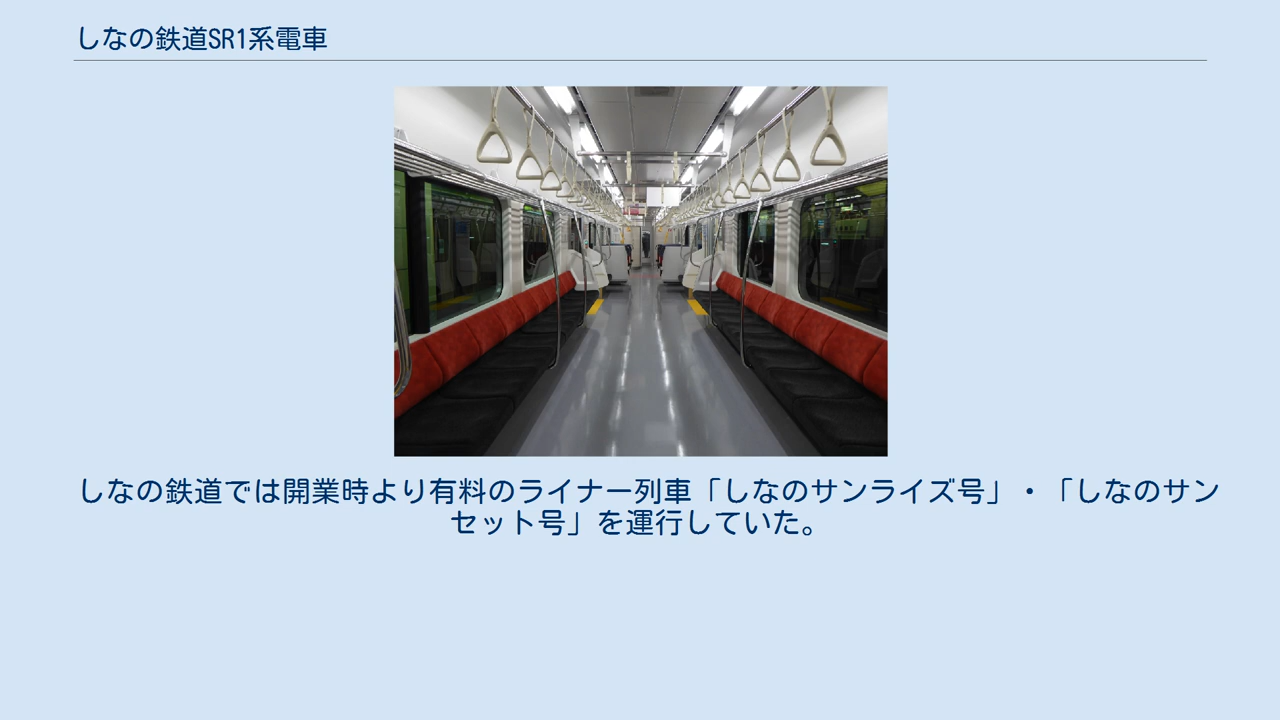 しなの鉄道SR1系電車
しなの鉄道では開業時より有料のライナー列車「しなのサンライズ号」・「しなのサン
セット号」を運行していた。